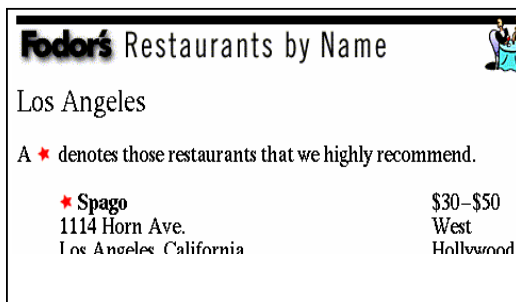 Fodor's Restaurants by Name
Los Angeles
A ★ denotes those restaurants that we highly recommend.
★ Spago $30–$50
1114 Horn Ave. West
Los Angeles, California Hollywood